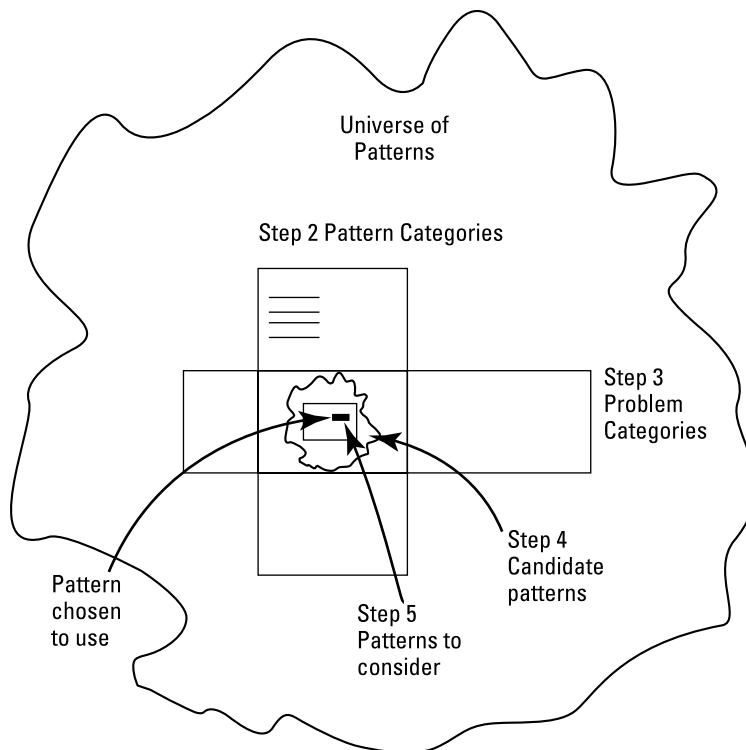 Universe of
Patterns
Step 2 Pattern Categories
Step 3
Problem
Categories
Step 4
Candidate
patterns
Pattern
chosen
to use
Step 5
Patterns to
consider